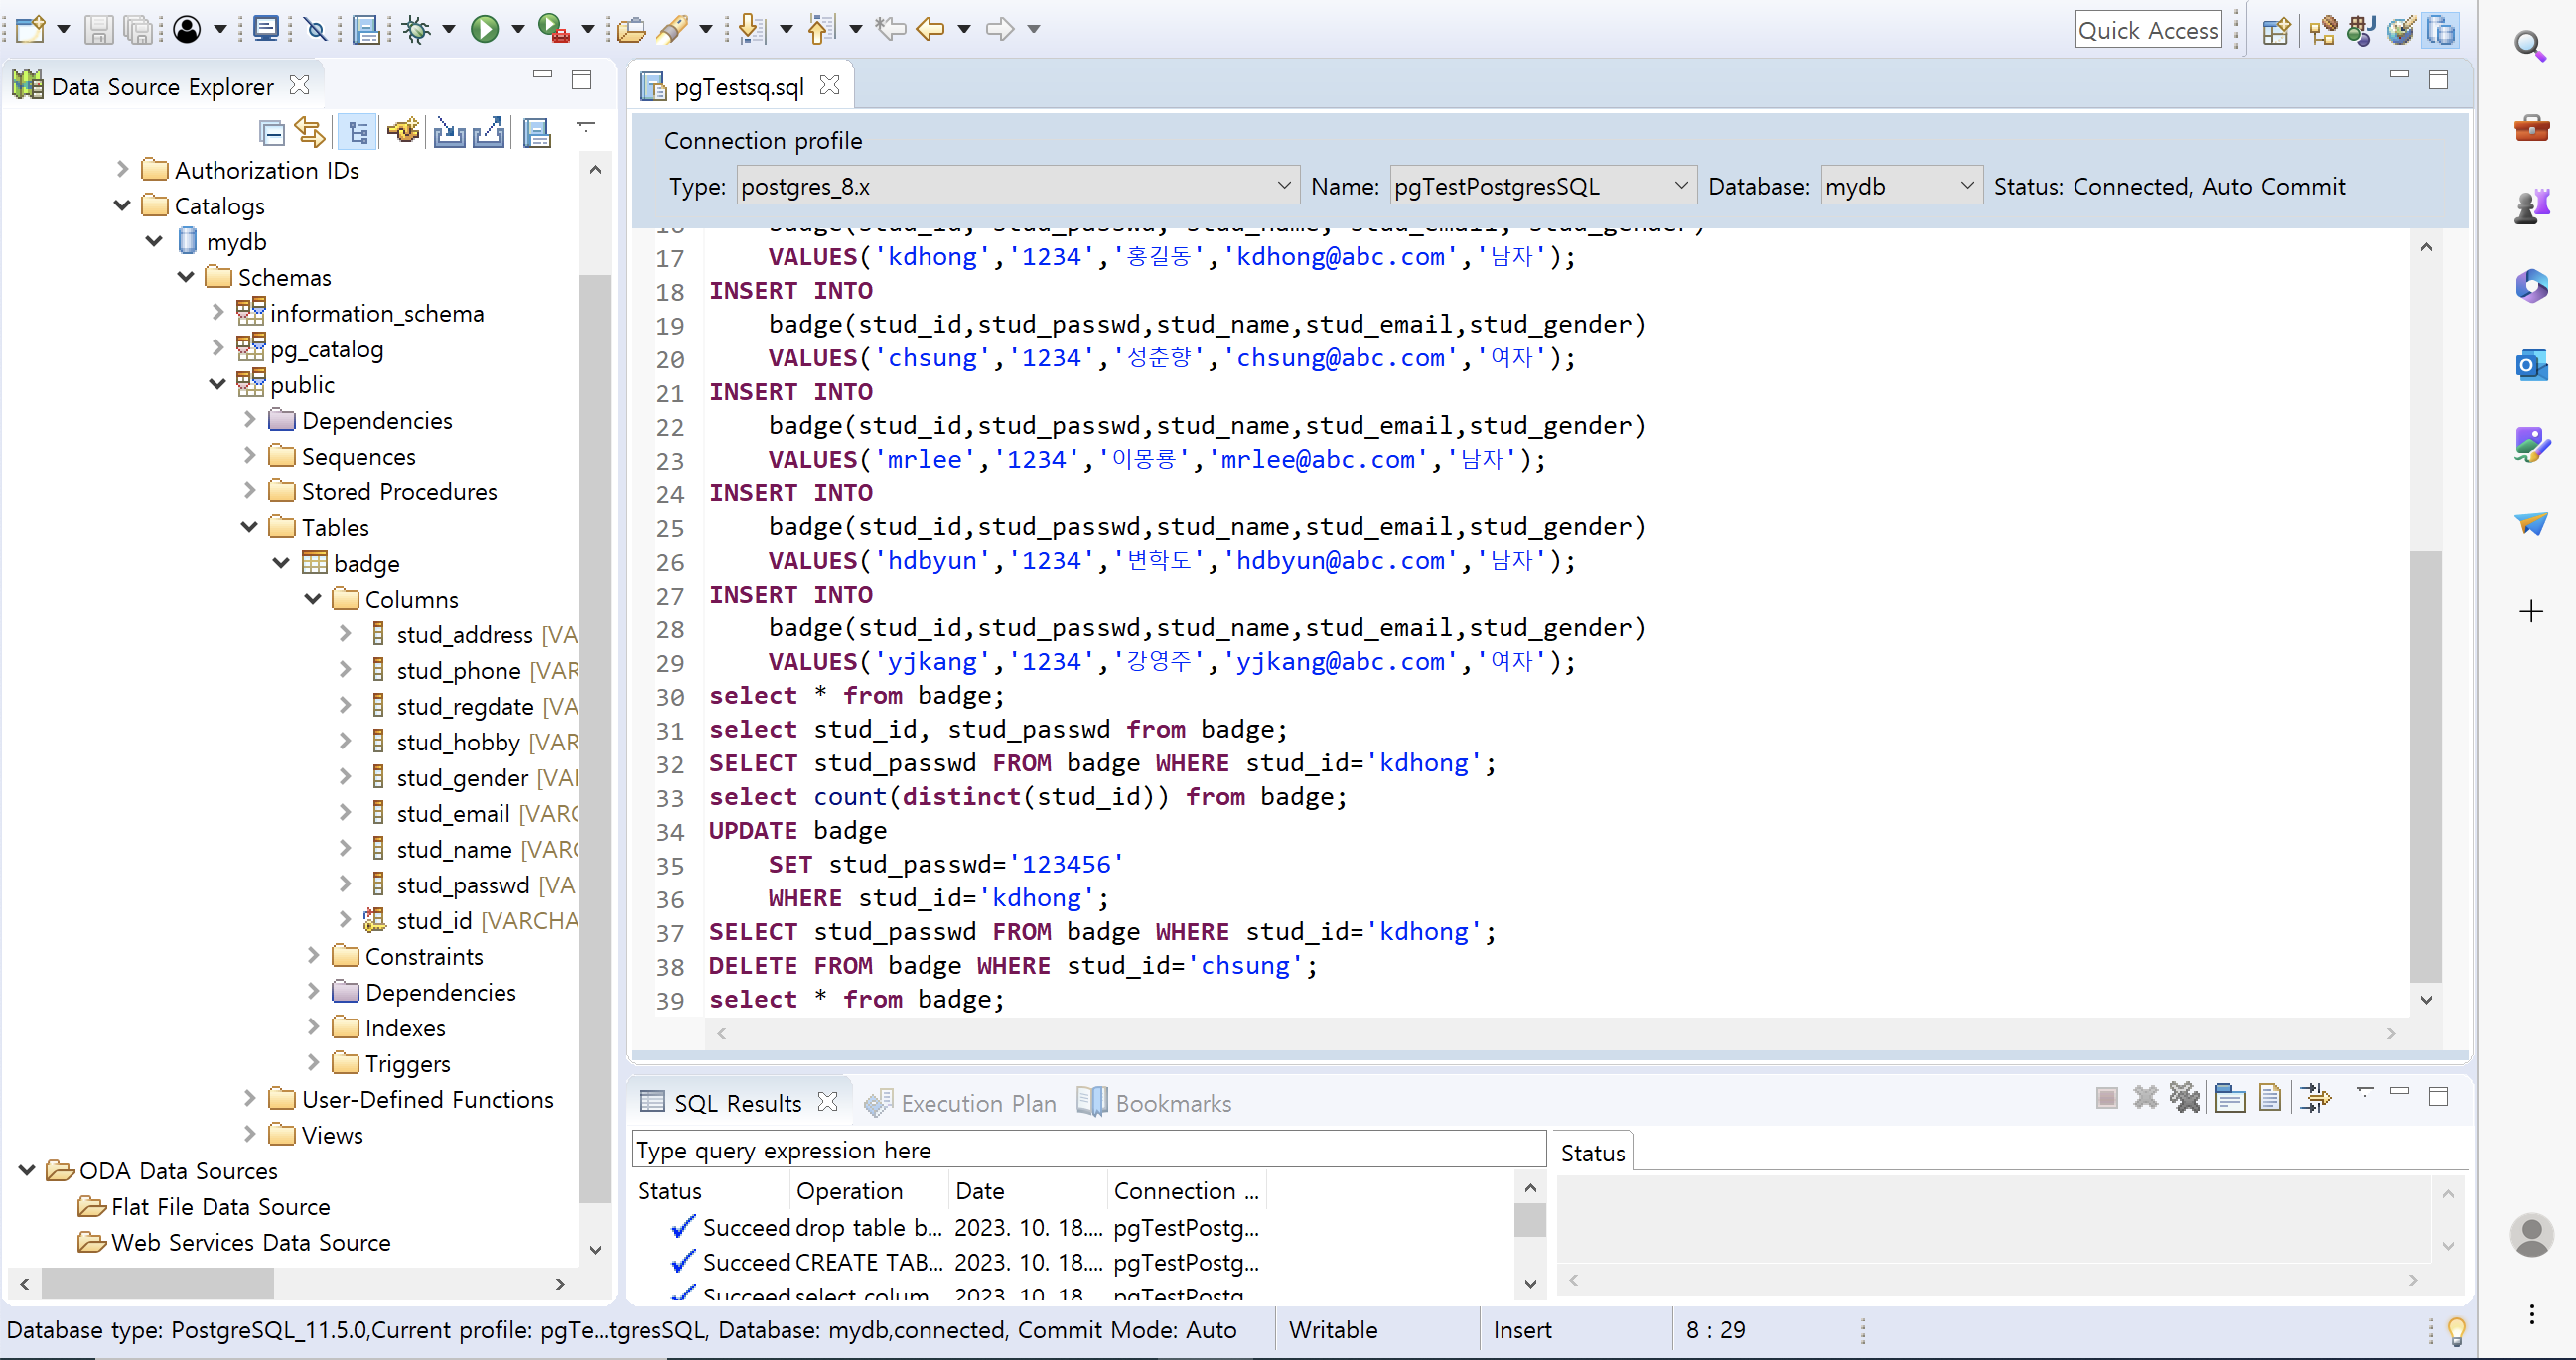 Quick Access
Data Source Explorer
Authorization IDs
Catalogs
mydb
Schemas
information_schema
pg_catalog
public
Dependencies
Sequences
Stored Procedures
Tables
badge
Columns
stud_address [VA
stud_phone [VAR
stud_regdate [VA
stud_hobby [VAR
stud_gender [VAI
stud_email [VARC
stud_name [VARC
stud_passwd [VA
stud_id [VARCHA
Constraints
Dependencies
Indexes
Triggers
User-Defined Functions
Views
ODA Data Sources
Flat File Data Source
Web Services Data Source
pgTestsq.sql
Connection profile
Type: postgres_8.x Name: pgTestPostgresSQL Database: mydb Status: Connected, Auto Commit
16 badge(stud_id, stud_passwd, stud_name, stud_email, stud_gender)
17 VALUES('kdhong','1234','홍길동','kdhong@abc.com','남자');
18 INSERT INTO
19 badge(stud_id,stud_passwd,stud_name,stud_email,stud_gender)
20 VALUES('chsung','1234','성춘향','chsung@abc.com','여자');
21 INSERT INTO
22 badge(stud_id,stud_passwd,stud_name,stud_email,stud_gender)
23 VALUES('mrlee','1234','이몽룡','mrlee@abc.com','남자');
24 INSERT INTO
25 badge(stud_id,stud_passwd,stud_name,stud_email,stud_gender)
26 VALUES('hdbyun','1234','변학도','hdbyun@abc.com','남자');
27 INSERT INTO
28 badge(stud_id,stud_passwd,stud_name,stud_email,stud_gender)
29 VALUES('yjkang','1234','강영주','yjkang@abc.com','여자');
30 select * from badge;
31 select stud_id, stud_passwd from badge;
32 SELECT stud_passwd FROM badge WHERE stud_id='kdhong';
33 select count(distinct(stud_id)) from badge;
34 UPDATE badge
35 SET stud_passwd='123456'
36 WHERE stud_id='kdhong';
37 SELECT stud_passwd FROM badge WHERE stud_id='kdhong';
38 DELETE FROM badge WHERE stud_id='chsung';
39 select * from badge;
SQL Results Execution Plan Bookmarks
Type query expression here
Status Operation Date Connection ...
Succeed drop table b... 2023. 10. 18.... pgTestPostg...
Succeed CREATE TAB... 2023. 10. 18.... pgTestPostg...
Succeed select colum 2023. 10. 18 pgTestPostg
Status
Database type: PostgreSQL_11.5.0,Current profile: pgTe...tgresSQL, Database: mydb,connected, Commit Mode: Auto Writable Insert 8 : 29